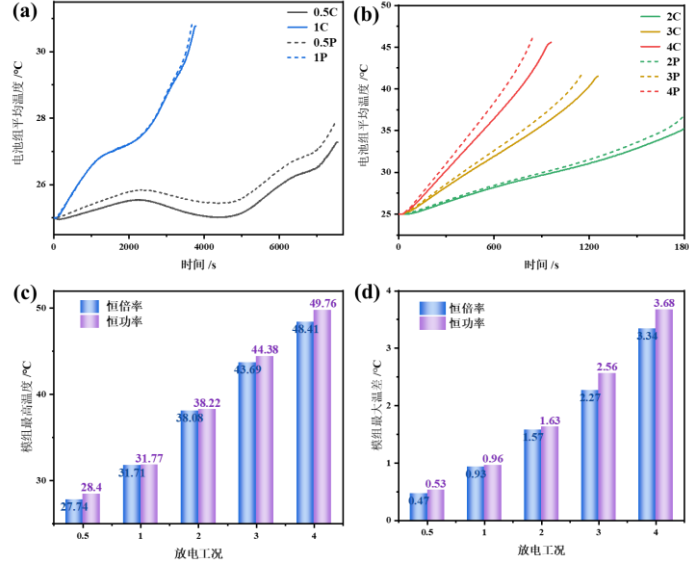 (a)
0.5C
1C
0.5P
1P
31
29
27
25
电池组平均温度 /°C
0
2000
4000
6000
时间 /s
(b)
2C
3C
4C
2P
3P
4P
50
45
40
35
30
25
20
电池组平均温度 /°C
0
600
1200
180
时间 /s
(c)
恒倍率
恒功率
50
40
30
模组最高温度 /°C
27.74
28.4
31.71
31.77
38.08
38.22
43.69
44.38
48.41
49.76
0.5
1
2
3
4
放电工况
(d)
恒倍率
恒功率
4
3
2
1
0
模组最大温差 /°C
0.47
0.53
0.93
0.96
1.57
1.63
2.27
2.56
3.34
3.68
0.5
1
2
3
4
放电工况